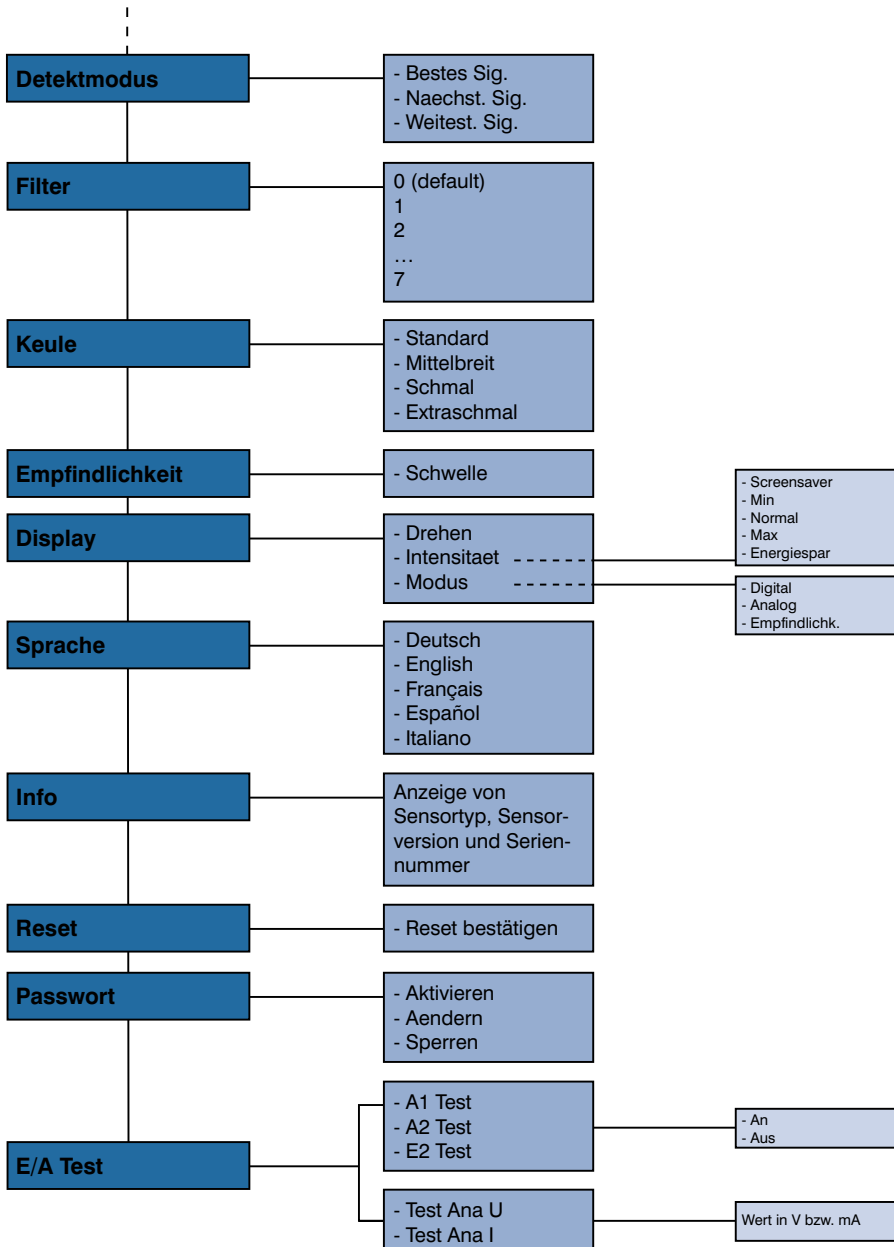 Detektmodus
- Bestes Sig.
- Naechst. Sig.
- Weitest. Sig.
Filter
0 (default)
1
2
…
7
Keule
- Standard
- Mittelbreit
- Schmal
- Extraschmal
Empfindlichkeit
- Schwelle
Display
- Drehen
- Intensitaet
- Modus
- Screensaver
- Min
- Normal
- Max
- Energiespar
- Digital
- Analog
- Empfindlichk.
Sprache
- Deutsch
- English
- Français
- Español
- Italiano
Info
Anzeige von
Sensortyp, Sensor-
version und Serien-
nummer
Reset
- Reset bestätigen
Passwort
- Aktivieren
- Aendern
- Sperren
E/A Test
- A1 Test
- A2 Test
- E2 Test
- An
- Aus
- Test Ana U
- Test Ana I
Wert in V bzw. mA